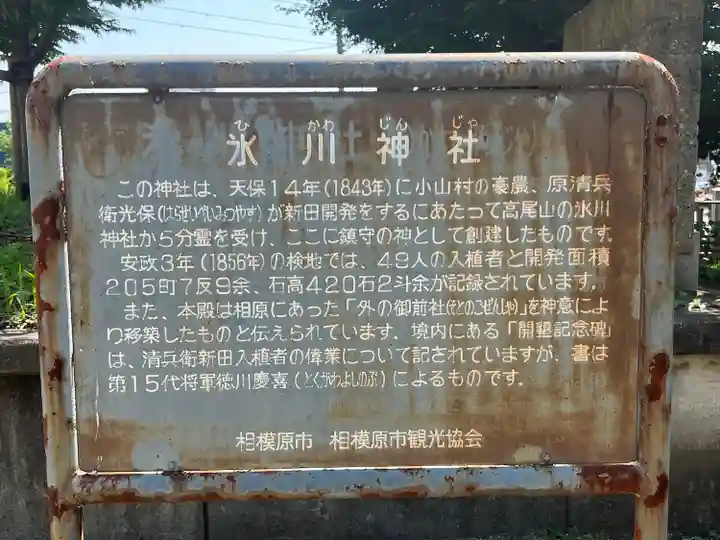 ひ かわ じん じゃ
氷川神社
この神社は、天保14年(1843年)に小山村の豪農、原清兵
衛光保(はらせいべいみつやす)が新田開発をするにあたって高尾山の氷川
神社から分霊を受け、ここに鎮守の神として創建したものです。
安政3年(1856年)の検地では、49人の入植者と開発面積
205町7反9余、石高420石2斗余が記録されています。
また、本殿は相原にあった「外の御前社(そとのごぜんしゃ)」を神意によ
り移築したものと伝えられています。境内にある「開墾記念碑」
は、清兵衛新田入植者の偉業について記されていますが、書は
第15代将軍徳川慶喜(とくがわよしのぶ)によるものです。
相模原市 相模原市観光協会